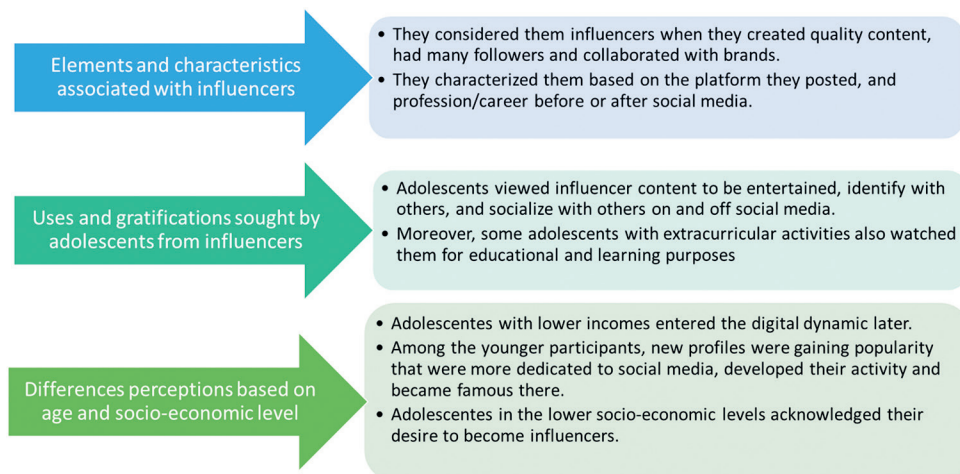 Elements and characteristics
associated with influencers
• They considered them influencers when they created quality content,
had many followers and collaborated with brands.
• They characterized them based on the platform they posted, and
profession/career before or after social media.
Uses and gratifications sought by
adolescents from influencers
• Adolescents viewed influencer content to be entertained, identify with
others, and socialize with others on and off social media.
• Moreover, some adolescents with extracurricular activities also watched
them for educational and learning purposes
Differences perceptions based on
age and socio-economic level
• Adolescentes with lower incomes entered the digital dynamic later.
• Among the younger participants, new profiles were gaining popularity
that were more dedicated to social media, developed their activity and
became famous there.
• Adolescentes in the lower socio-economic levels acknowledged their
desire to become influencers.